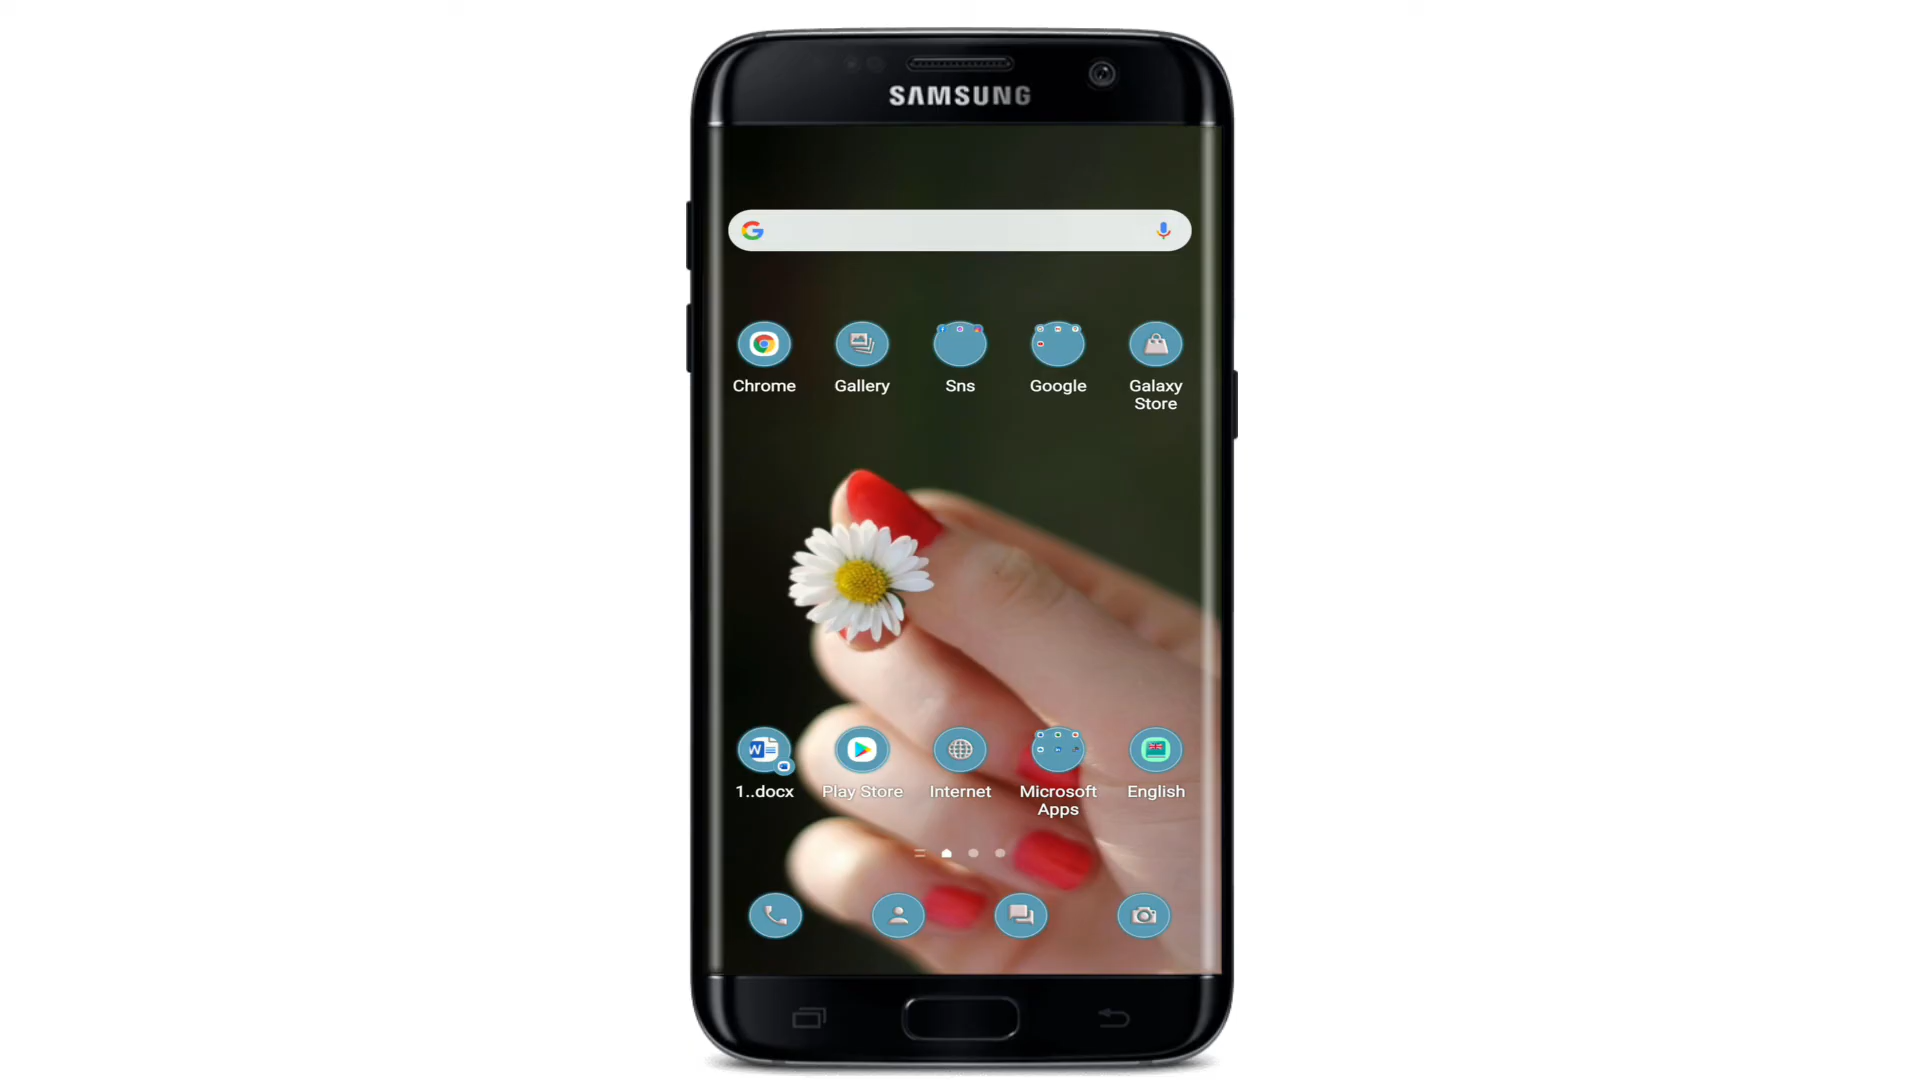 SAMSUNG
Chrome
Gallery
Sns
Google
Galaxy
Store
1..docx
Play Store
Internet
Microsoft
Apps
English